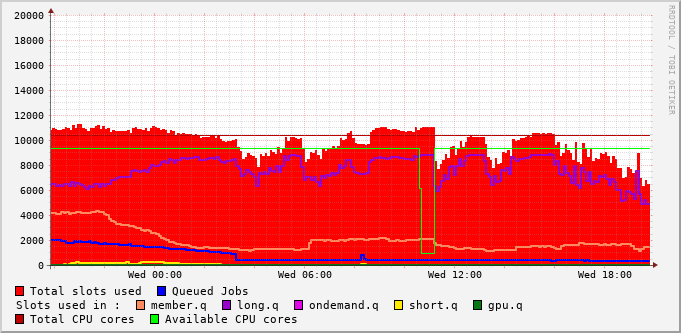 20000
18000
16000
14000
12000
10000
8000
6000
4000
2000
0
Wed 00:00 Wed 06:00 Wed 12:00 Wed 18:00
RRDTOOL / TOBI OETIKER
Total slots used Queued Jobs
Slots used in : member.q long.q ondemand.q short.q gpu.q
Total CPU cores Available CPU cores